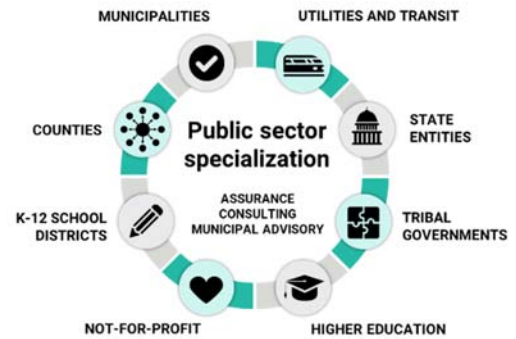 MUNICIPALITIES
UTILITIES AND TRANSIT
COUNTIES
Public sector
specialization
STATE
ENTITIES
K-12 SCHOOL
DISTRICTS
ASSURANCE
CONSULTING
MUNICIPAL ADVISORY
TRIBAL
GOVERNMENTS
NOT-FOR-PROFIT
HIGHER EDUCATION